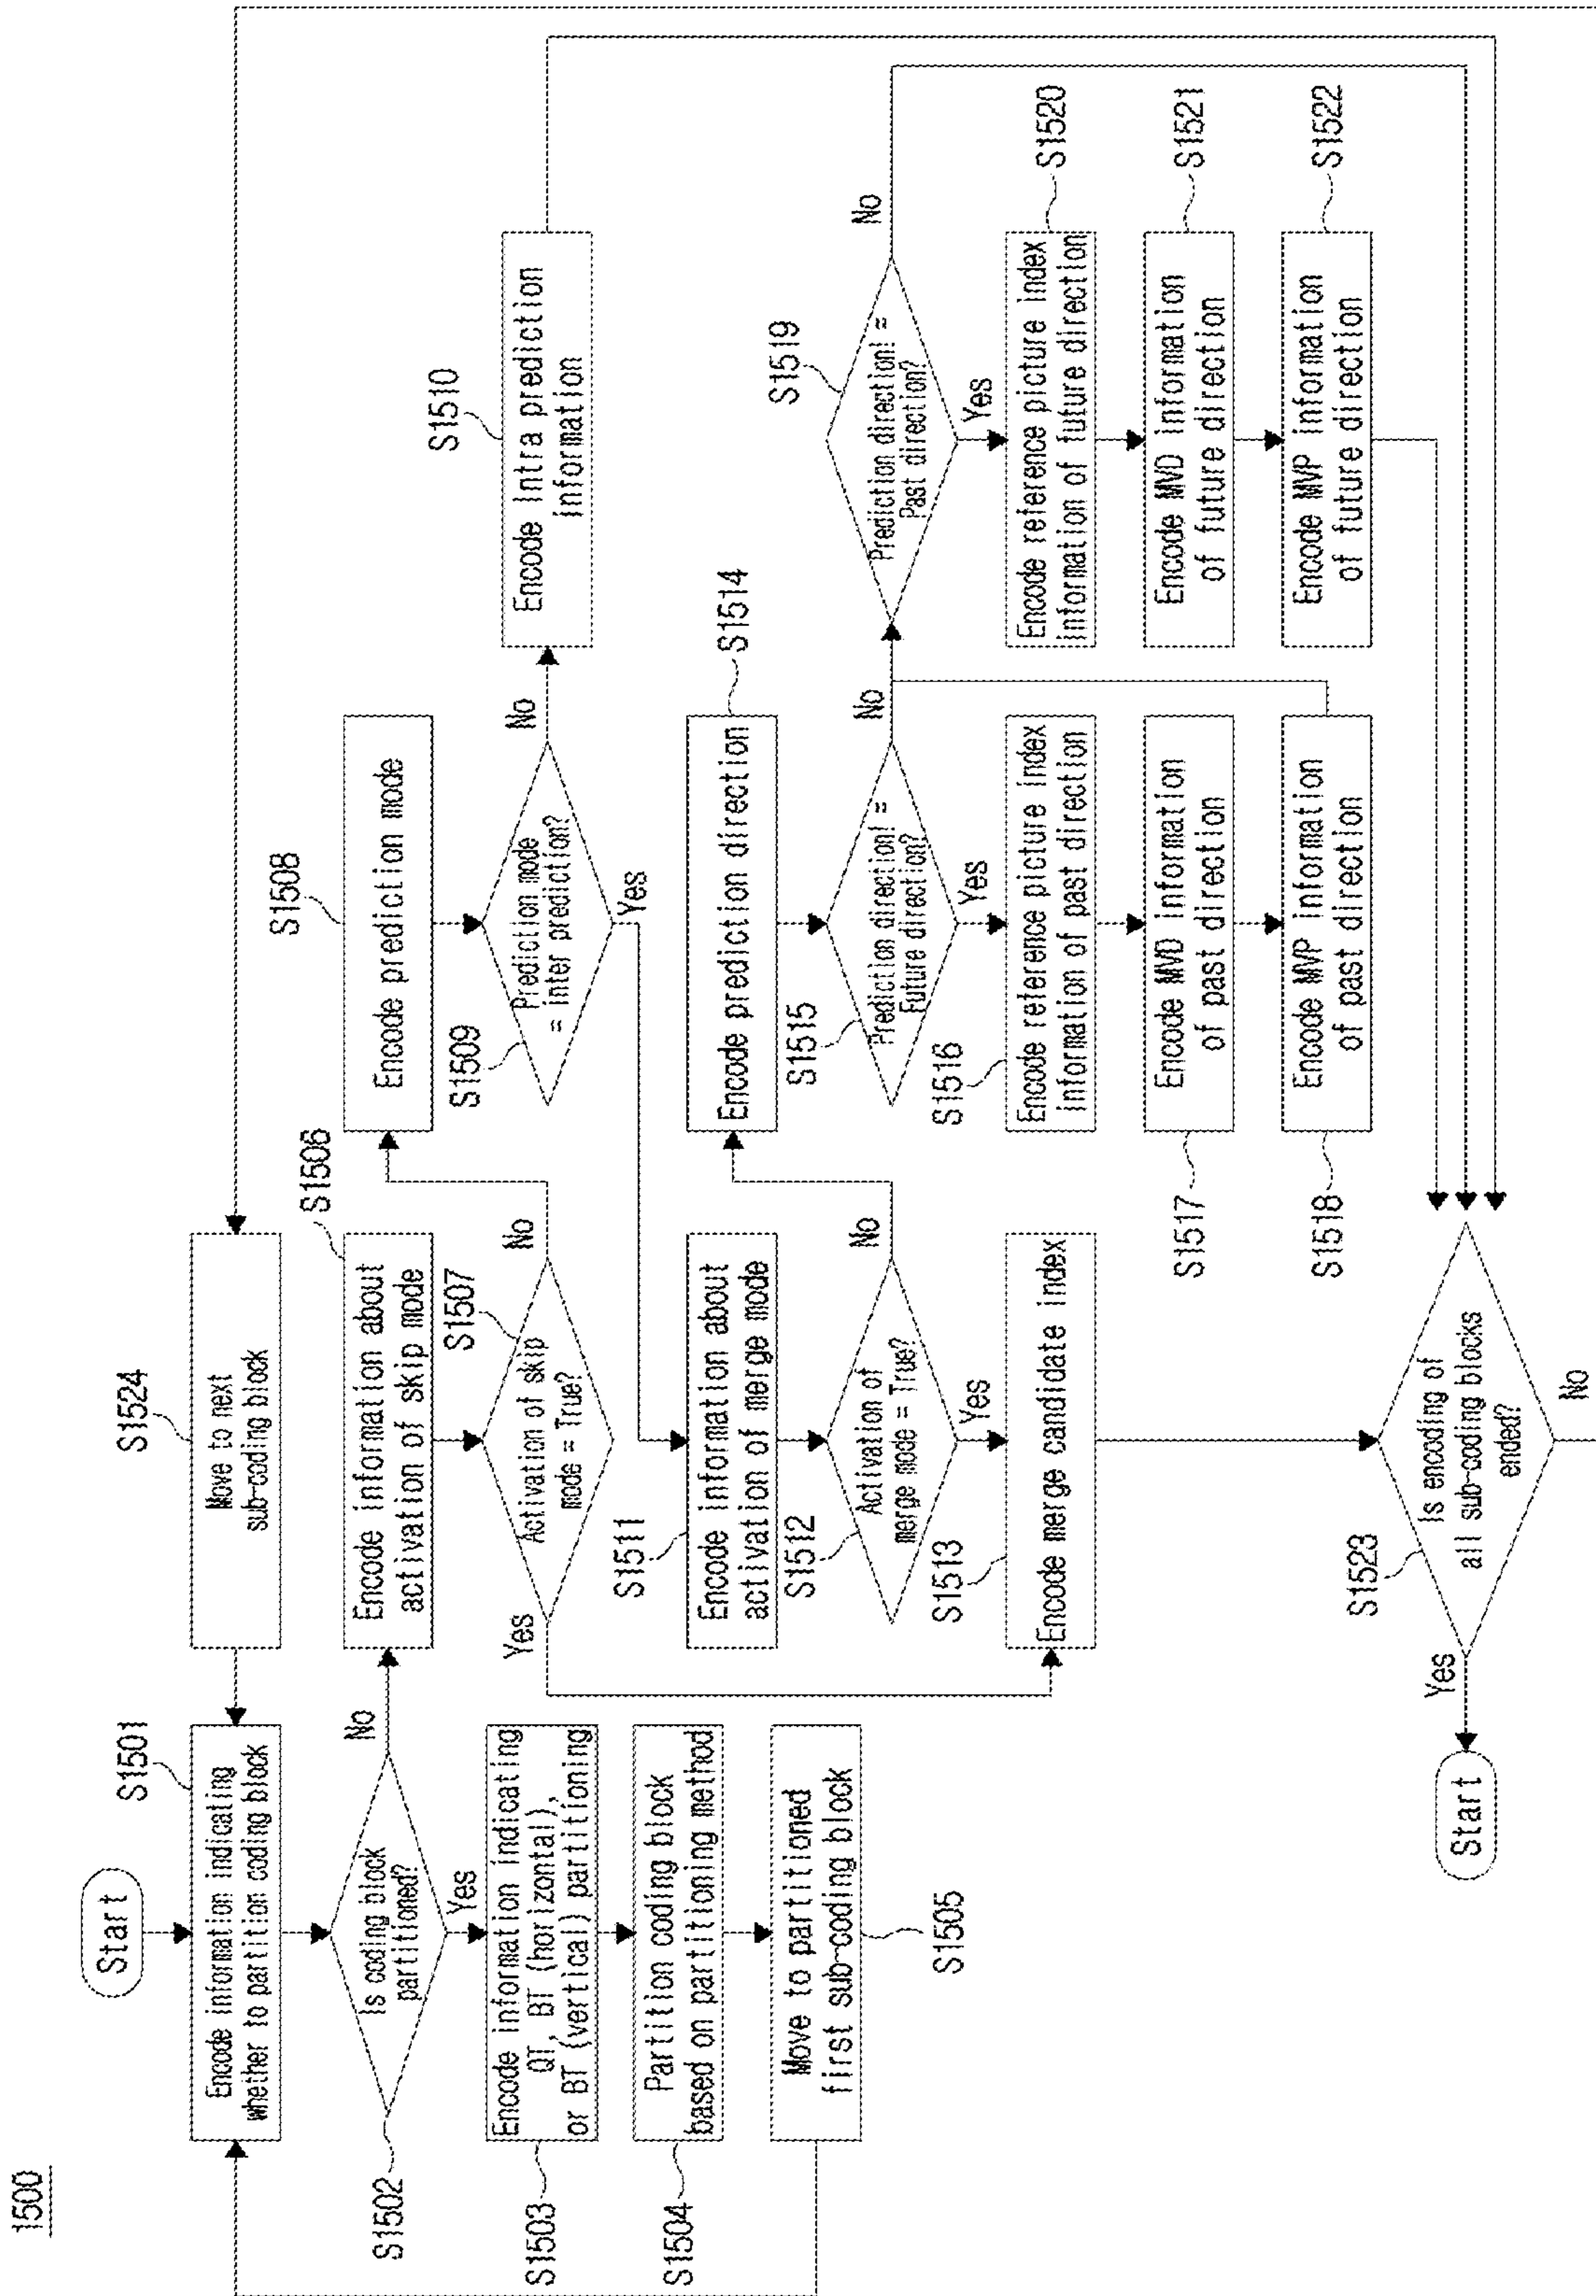 1500
Start
S1501
Encode information indicating
whether to partition coding block
S1502
Is coding block
partitioned?
No
Yes
S1503
Encode information indicating
QT, BT (horizontal),
or BT (vertical) partitioning
S1504
Partition coding block
based on partitioning method
Move to partitioned
first sub-coding block
S1505
S1524
Move to next
sub-coding block
S1506
Encode information about
activation of skip mode
S1507
Activation of skip
mode = True?
Yes
No
S1508
Encode prediction mode
S1509
Prediction mode
= inter prediction?
No
Yes
S1510
Encode Intra prediction
information
S1511
Encode information about
activation of merge mode
S1512
Activation of
merge mode = True?
No
Yes
S1513
Encode merge candidate index
S1514
Encode prediction direction
S1515
Prediction direction! =
Future direction?
No
Yes
S1516
Encode reference picture index
information of past direction
S1517
Encode MVD information
of past direction
S1518
Encode MVP information
of past direction
S1519
Prediction direction! =
Past direction?
No
Yes
S1520
Encode reference picture index
information of future direction
S1521
Encode MVD information
of future direction
S1522
Encode MVP information
of future direction
S1523
Is encoding of
all sub-coding blocks
ended?
Yes
No
Start